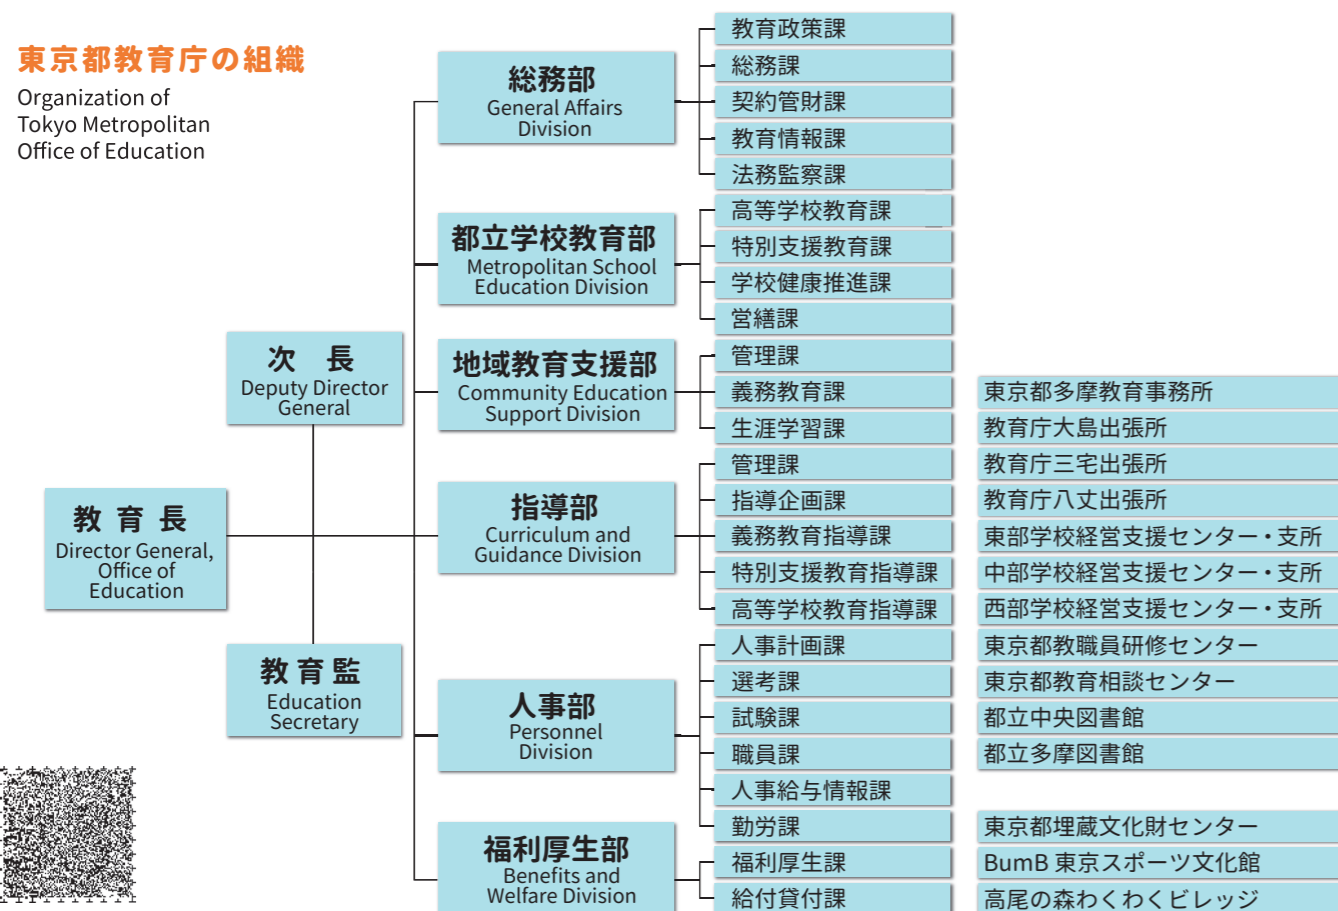 東京都教育庁の組織
Organization of
Tokyo Metropolitan
Office of Education
教育長
Director General,
Office of
Education
次 長
Deputy Director
General
教育監
Education
Secretary
総務部
General Affairs
Division
教育政策課
総務課
契約管財課
教育情報課
法務監察課
都立学校教育部
Metropolitan School
Education Division
高等学校教育課
特別支援教育課
学校健康推進課
営繕課
地域教育支援部
Community Education
Support Division
管理課
義務教育課
生涯学習課
指導部
Curriculum and
Guidance Division
管理課
指導企画課
義務教育指導課
特別支援教育指導課
高等学校教育指導課
人事部
Personnel
Division
人事計画課
選考課
試験課
職員課
人事給与情報課
勤労課
福利厚生部
Benefits and
Welfare Division
福利厚生課
給付貸付課
東京都多摩教育事務所
教育庁大島出張所
教育庁三宅出張所
教育庁八丈出張所
東部学校経営支援センター・支所
中部学校経営支援センター・支所
西部学校経営支援センター・支所
東京都教職員研修センター
東京都教育相談センター
都立中央図書館
都立多摩図書館
東京都埋蔵文化財センター
BumB 東京スポーツ文化館
高尾の森わくわくビレッジ